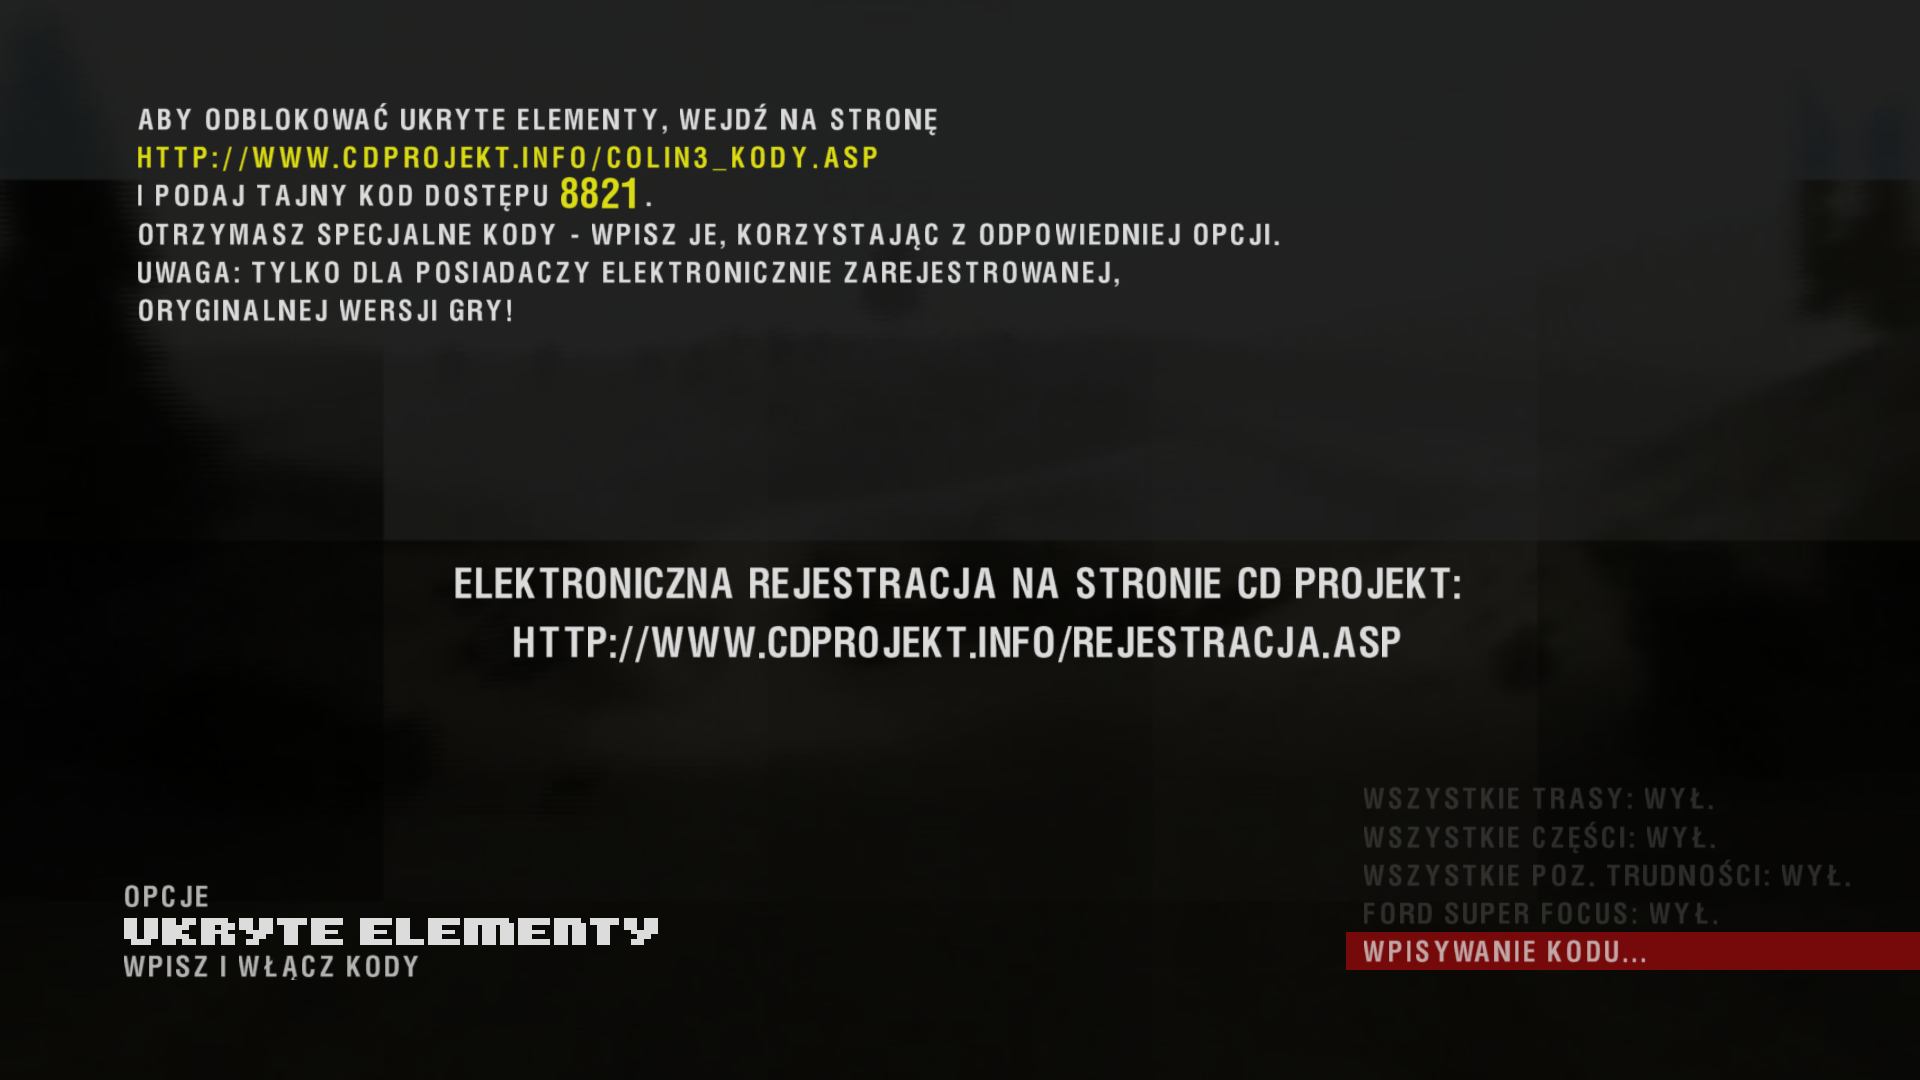 ABY ODBLOKOWAĆ UKRYTE ELEMENTY, WEJDŹ NA STRONĘ
HTTP://WWW.CDPROJEKT.INFO/COLIN3_KODY.ASP
I PODAJ TAJNY KOD DOSTĘPU 8821.
OTRZYMASZ SPECJALNE KODY - WPISZ JE, KORZYSTAJĄC Z ODPOWIEDNIEJ OPCJI.
UWAGA: TYLKO DLA POSIADACZY ELEKTRONICZNIE ZAREJESTROWANEJ,
ORYGINALNEJ WERSJI GRY!
ELEKTRONICZNA REJESTRACJA NA STRONIE CD PROJEKT:
HTTP://WWW.CDPROJEKT.INFO/REJESTRACJA.ASP
WSZYSTKIE TRASY: WYŁ.
WSZYSTKIE CZĘŚCI: WYŁ.
WSZYSTKIE POZ. TRUDNOŚCI: WYŁ.
FORD SUPER FOCUS: WYŁ.
WPISYWANIE KODU...
OPCJE
UKRYTE ELEMENTY
WPISZ I WŁĄCZ KODY